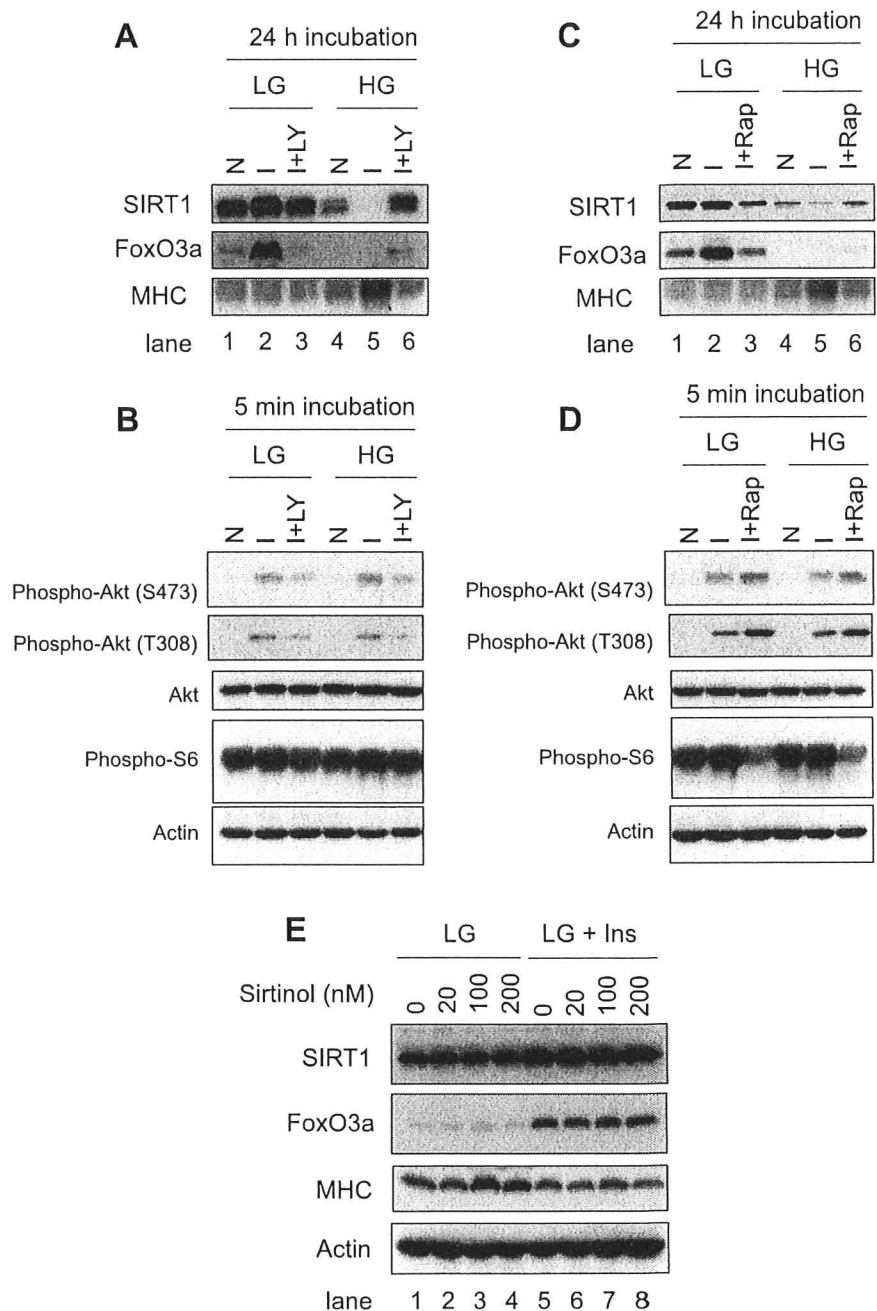 A
24 h incubation
LG HG
N I I+LY N I I+LY
SIRT1
FoxO3a
MHC
lane 1 2 3 4 5 6
B
5 min incubation
LG HG
N I I+LY N I I+LY
Phospho-Akt (S473)
Phospho-Akt (T308)
Akt
Phospho-S6
Actin
C
24 h incubation
LG HG
N I I+Rap N I I+Rap
SIRT1
FoxO3a
MHC
lane 1 2 3 4 5 6
D
5 min incubation
LG HG
N I I+Rap N I I+Rap
Phospho-Akt (S473)
Phospho-Akt (T308)
Akt
Phospho-S6
Actin
E
LG LG + Ins
Sirtinol (nM) 0 20 100 200 0 20 100 200
SIRT1
FoxO3a
MHC
Actin
lane 1 2 3 4 5 6 7 8